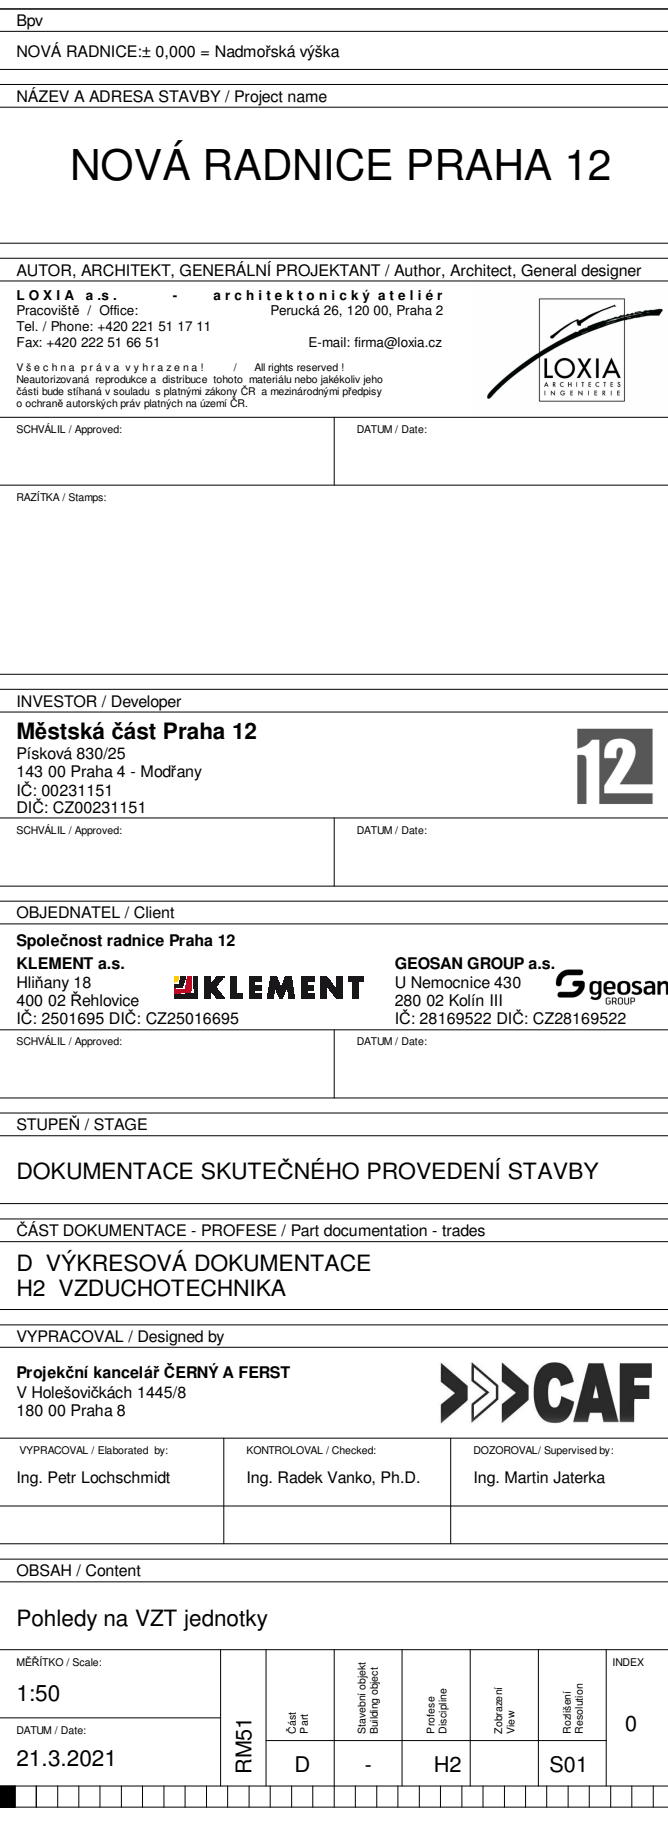 Bpv
NOVÁ RADNICE:± 0,000 = Nadmořská výška
NÁZEV A ADRESA STAVBY / Project name
NOVÁ RADNICE PRAHA 12
AUTOR, ARCHITEKT, GENERÁLNÍ PROJEKTANT / Author, Architect, General designer
LOXIA a.s. - architektonický ateliér
Pracoviště / Office: Perucká 26, 120 00, Praha 2
Tel. / Phone: +420 221 51 17 11
Fax: +420 222 51 66 51 E-mail: firma@loxia.cz
Všechna práva vyhrazena! / All rights reserved !
Neautorizovaná reprodukce a distribuce tohoto materiálu nebo jakékoliv jeho
části bude stíhaná v souladu s platnými zákony ČR a mezinárodnými předpisy
o ochraně autorských práv platných na území ČR.
LOXIA
ARCHITECTES
INGENIERIE
SCHVÁLIL / Approved: DATUM / Date:
RAZÍTKA / Stamps:
INVESTOR / Developer
Městská část Praha 12
Písková 830/25
143 00 Praha 4 - Modřany
IČ: 00231151
DIČ: CZ00231151
12
SCHVÁLIL / Approved: DATUM / Date:
OBJEDNATEL / Client
Společnost radnice Praha 12
KLEMENT a.s.
Hliňany 18
400 02 Řehlovice
IČ: 2501695 DIČ: CZ25016695
KLEMENT
GEOSAN GROUP a.s.
U Nemocnice 430
280 02 Kolín III
IČ: 28169522 DIČ: CZ28169522
geosan
GROUP
SCHVÁLIL / Approved: DATUM / Date:
STUPEŇ / STAGE
DOKUMENTACE SKUTEČNÉHO PROVEDENÍ STAVBY
ČÁST DOKUMENTACE - PROFESE / Part documentation - trades
D VÝKRESOVÁ DOKUMENTACE
H2 VZDUCHOTECHNIKA
VYPRACOVAL / Designed by
Projekční kancelář ČERNÝ A FERST
V Holešovičkách 1445/8
180 00 Praha 8
CAF
VYPRACOVAL / Elaborated by: KONTROLOVAL / Checked: DOZOROVAL/ Supervised by:
Ing. Petr Lochschmidt Ing. Radek Vanko, Ph.D. Ing. Martin Jaterka
OBSAH / Content
Pohledy na VZT jednotky
MĚŘÍTKO / Scale:
1:50
DATUM / Date:
21.3.2021
RM51
Část
Part
D
Stavební objekt
Building object
-
Profese
Discipline
H2
Zobrazení
View
Rozlišení
Resolution
S01
INDEX
0